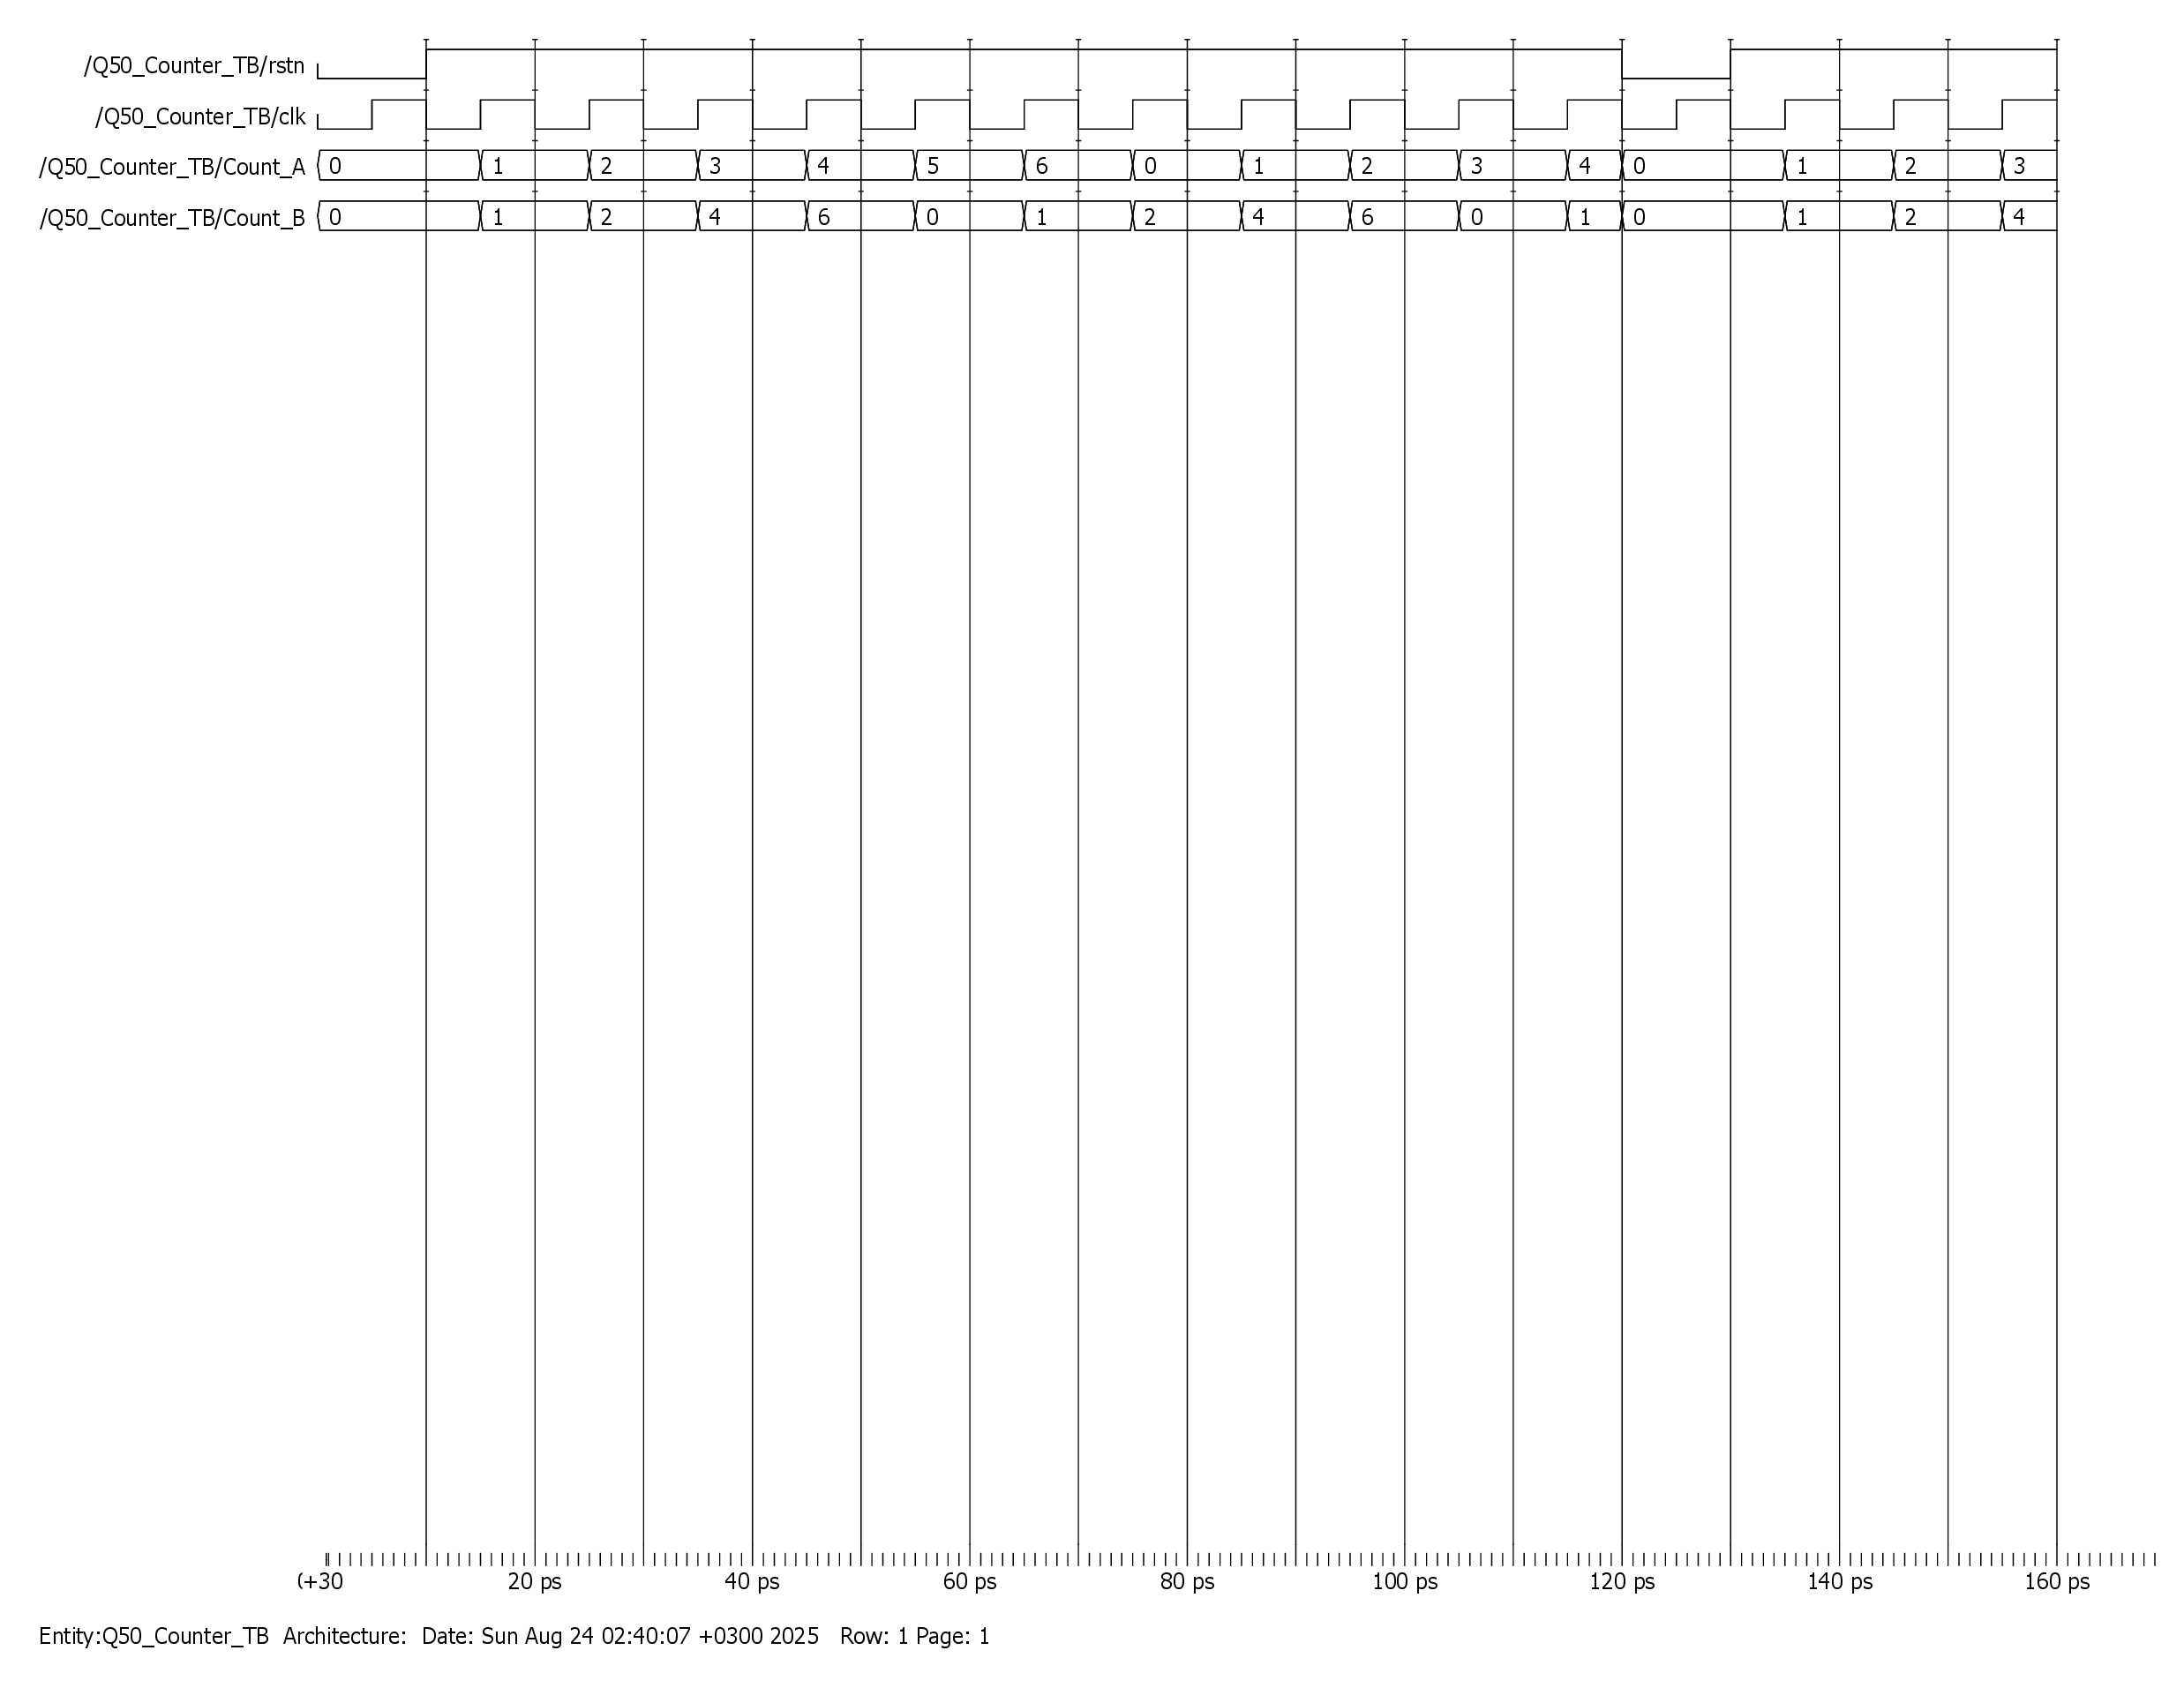 /Q50_Counter_TB/rstn
/Q50_Counter_TB/clk
/Q50_Counter_TB/Count_A 0 1 2 3 4 5 6 0 1 2 3 4 0 1 2 3
/Q50_Counter_TB/Count_B 0 1 2 4 6 0 1 2 4 6 0 1 0 1 2 4
(+30 20 ps 40 ps 60 ps 80 ps 100 ps 120 ps 140 ps 160 ps
Entity:Q50_Counter_TB Architecture: Date: Sun Aug 24 02:40:07 +0300 2025 Row: 1 Page: 1